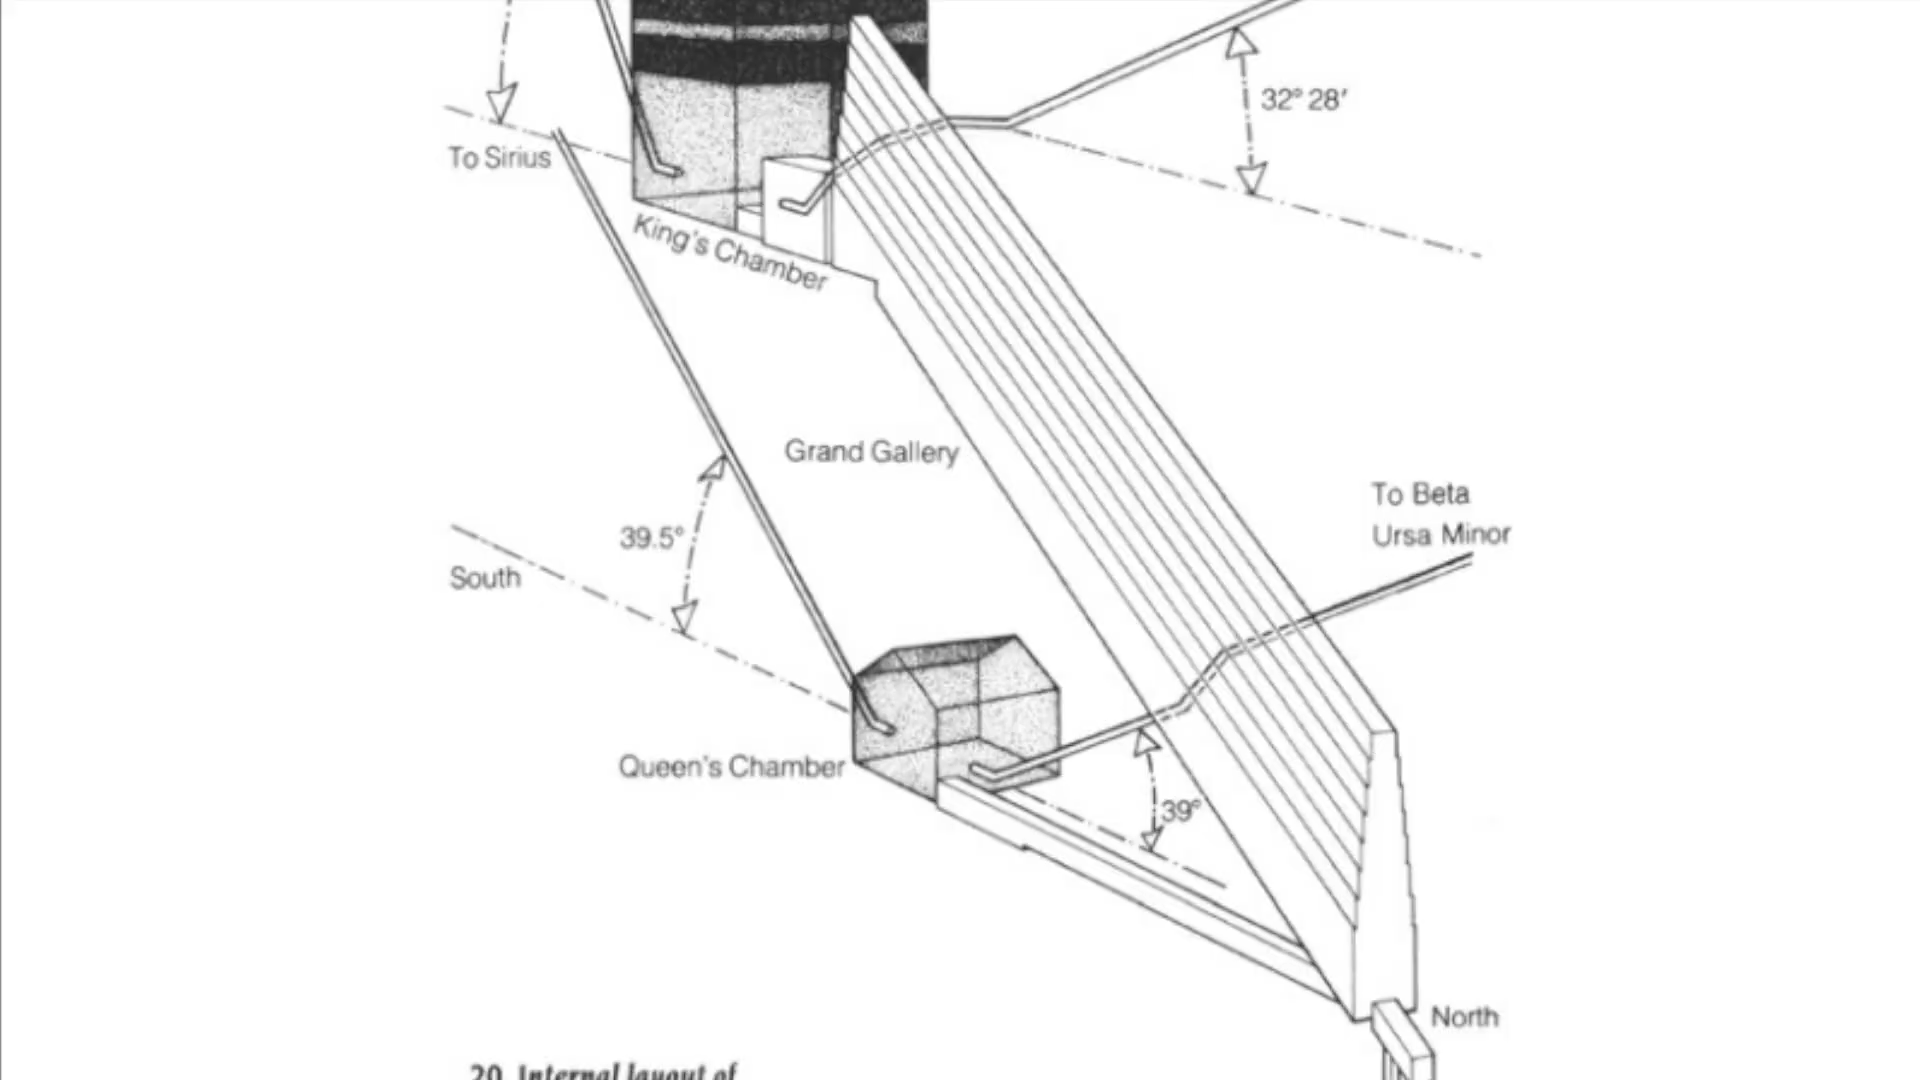 32° 28′
To Sirius
King's Chamber
Grand Gallery
To Beta
Ursa Minor
39.5°
South
Queen's Chamber
39°
North
20 Internal layout of